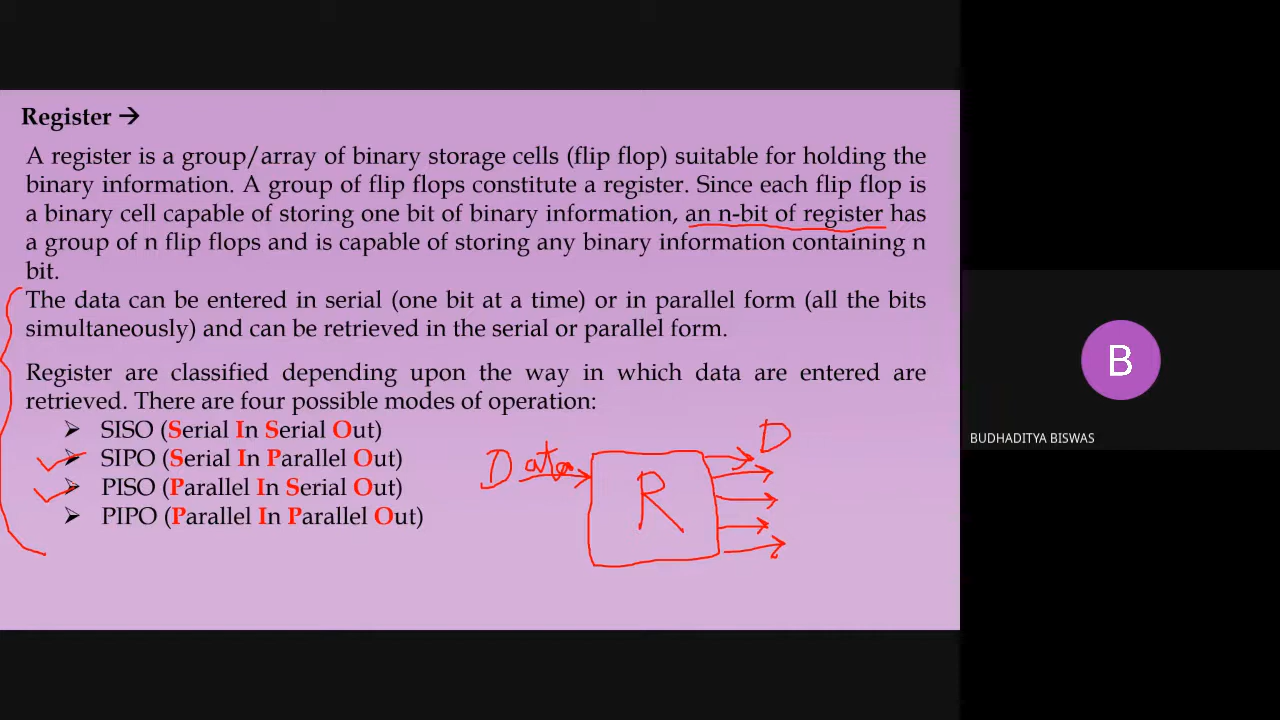 Register →
A register is a group/array of binary storage cells (flip flop) suitable for holding the
binary information. A group of flip flops constitute a register. Since each flip flop is
a binary cell capable of storing one bit of binary information, an n-bit of register has
a group of n flip flops and is capable of storing any binary information containing n
bit.
The data can be entered in serial (one bit at a time) or in parallel form (all the bits
simultaneously) and can be retrieved in the serial or parallel form.
Register are classified depending upon the way in which data are entered are
retrieved. There are four possible modes of operation:
➢ SISO (Serial In Serial Out)
➢ SIPO (Serial In Parallel Out)
➢ PISO (Parallel In Serial Out)
➢ PIPO (Parallel In Parallel Out)
Data
R
D
B
BUDHADITYA BISWAS